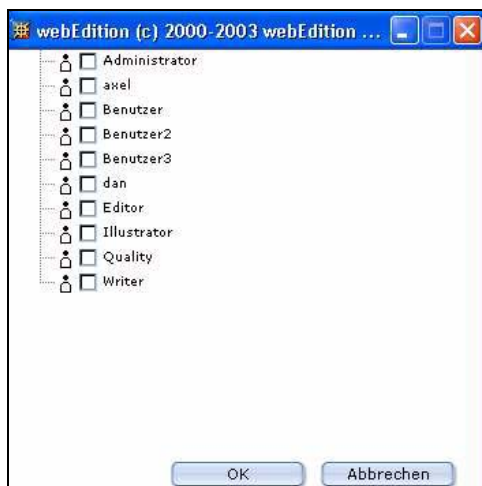 webEdition (c) 2000-2003 webEdition ...
Administrator
axel
Benutzer
Benutzer2
Benutzer3
dan
Editor
Illustrator
Quality
Writer
OK Abbrechen